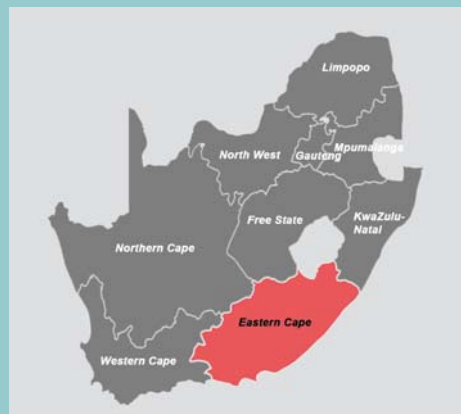 Limpopo
Mpumalanga
North West
Gauteng
Free State
KwaZulu-
Natal
Northern Cape
Eastern Cape
Western Cape